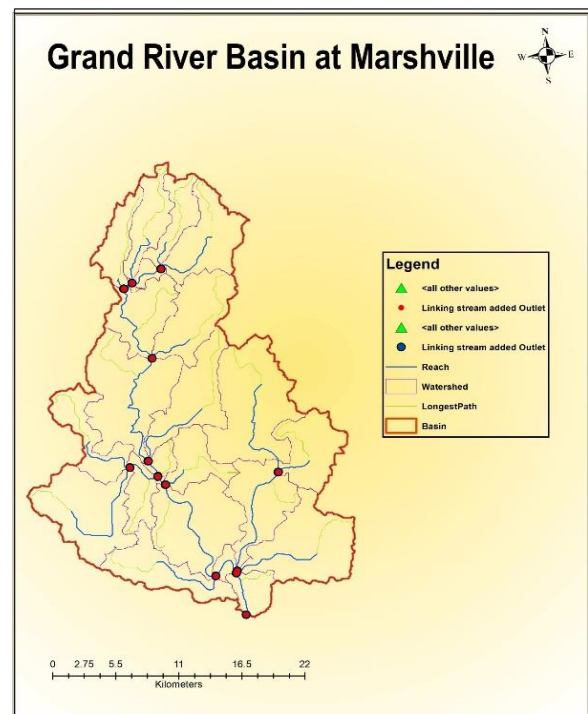 Grand River Basin at Marshville
N
W E
S
Legend
<all other values>
Linking stream added Outlet
<all other values>
Linking stream added Outlet
Reach
Watershed
LongestPath
Basin
0 2.75 5.5 11 16.5 22
Kilometers